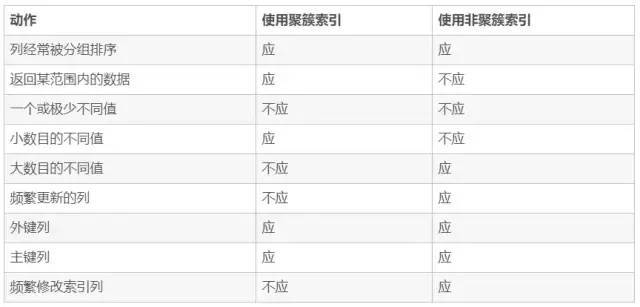 动作 使用聚簇索引 使用非聚簇索引
列经常被分组排序 应 应
返回某范围内的数据 应 不应
一个或极少不同值 不应 不应
小数目的不同值 应 不应
大数目的不同值 不应 应
频繁更新的列 不应 应
外键列 应 应
主键列 应 应
频繁修改索引列 不应 应